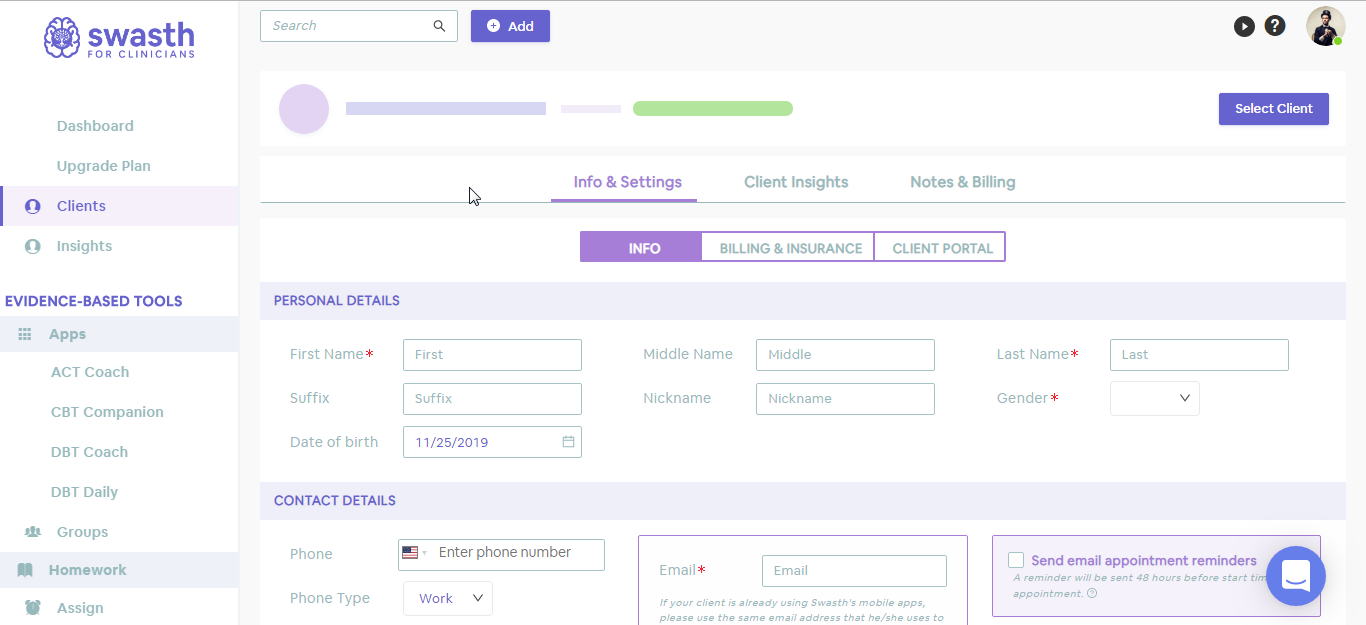 swasth
FOR CLINICIANS
Dashboard
Upgrade Plan
Clients
Insights
EVIDENCE-BASED TOOLS
Apps
ACT Coach
CBT Companion
DBT Coach
DBT Daily
Groups
Homework
Assign
Search
Add
?
Select Client
Info & Settings Client Insights Notes & Billing
INFO BILLING & INSURANCE CLIENT PORTAL
PERSONAL DETAILS
First Name* First Middle Name Middle Last Name* Last
Suffix Suffix Nickname Nickname Gender*
Date of birth 11/25/2019
CONTACT DETAILS
Phone Enter phone number
Phone Type Work
Email* Email
If your client is already using Swasth's mobile apps,
please use the same email address that he/she uses to
Send email appointment reminders
A reminder will be sent 48 hours before start
appointment. ?